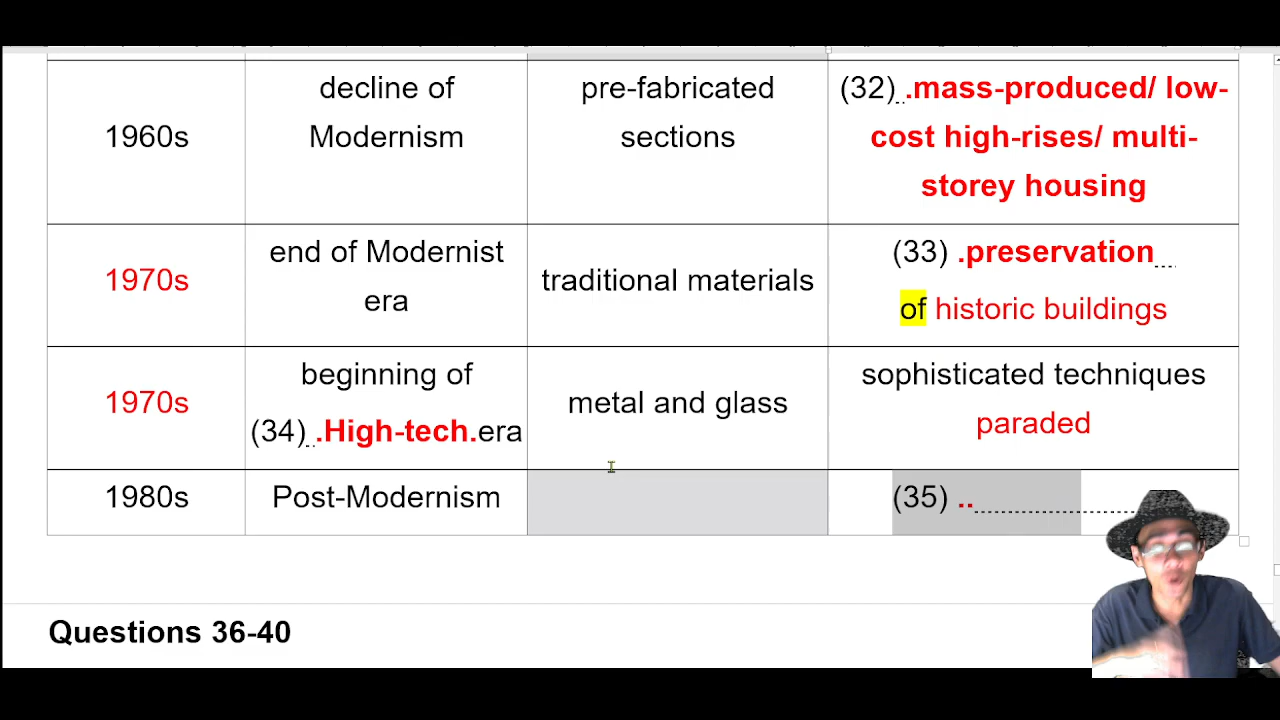 1960s
decline of
Modernism
pre-fabricated
sections
(32) .mass-produced/ low-
cost high-rises/ multi-
storey housing
1970s
end of Modernist
era
traditional materials
(33) .preservation...
of historic buildings
1970s
beginning of
(34)..High-tech.era
metal and glass
sophisticated techniques
paraded
1980s
Post-Modernism
(35) ........................
Questions 36-40